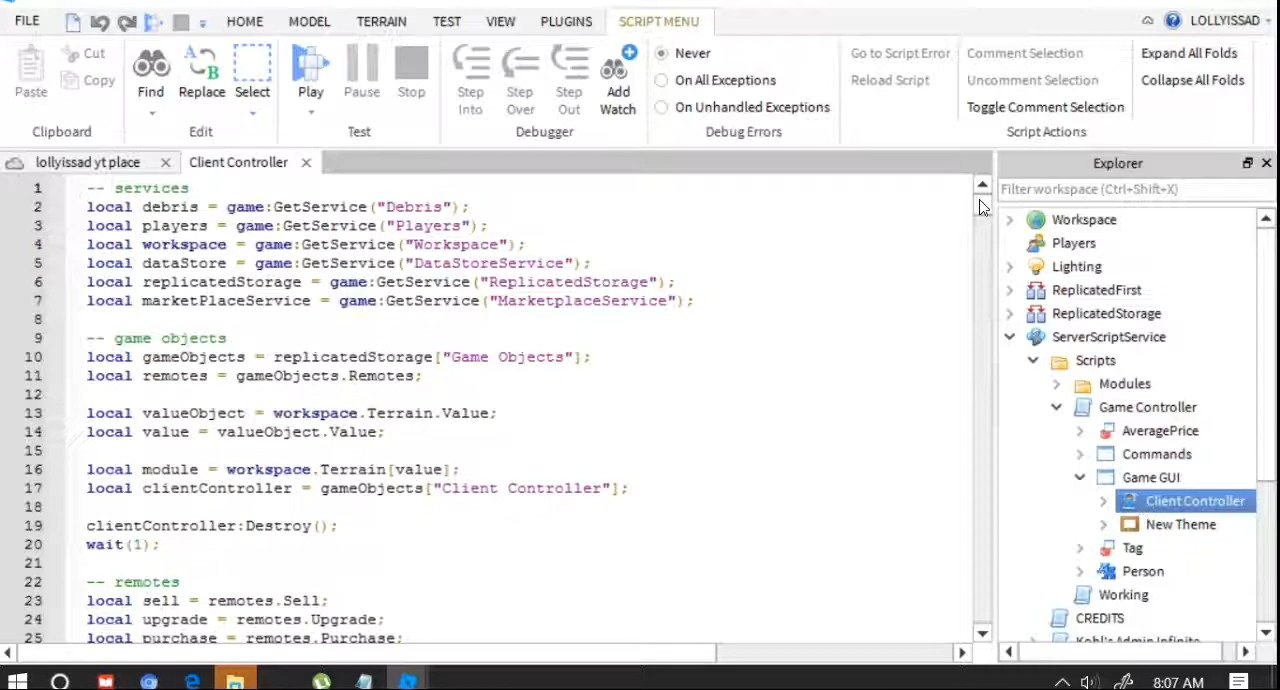 FILE HOME MODEL TERRAIN TEST VIEW PLUGINS SCRIPT MENU LOLLYISSAD
Paste Cut Copy Find Replace Select Play Pause Stop Step Into Step Over Step Out Add Watch
Never
On All Exceptions
On Unhandled Exceptions
Go to Script Error
Reload Script
Comment Selection
Uncomment Selection
Toggle Comment Selection
Expand All Folds
Collapse All Folds
Clipboard Edit Test Debugger Debug Errors Script Actions
lollyissad yt place Client Controller
1 -- services
2 local debris = game:GetService("Debris");
3 local players = game:GetService("Players");
4 local workspace = game:GetService("Workspace");
5 local dataStore = game:GetService("DataStoreService");
6 local replicatedStorage = game:GetService("ReplicatedStorage");
7 local marketPlaceService = game:GetService("MarketplaceService");
8
9 -- game objects
10 local gameObjects = replicatedStorage["Game Objects"];
11 local remotes = gameObjects.Remotes;
12
13 local valueObject = workspace.Terrain.Value;
14 local value = valueObject.Value;
15
16 local module = workspace.Terrain[value];
17 local clientController = gameObjects["Client Controller"];
18
19 clientController:Destroy();
20 wait(1);
21
22 -- remotes
23 local sell = remotes.Sell;
24 local upgrade = remotes.Upgrade;
25 local purchase = remotes.Purchase;
Explorer
Filter workspace (Ctrl+Shift+X)
Workspace
Players
Lighting
ReplicatedFirst
ReplicatedStorage
ServerScriptService
Scripts
Modules
Game Controller
AveragePrice
Commands
Game GUI
Client Controller
New Theme
Tag
Person
Working
CREDITS
Kohl's Admin Infinite
8:07 AM